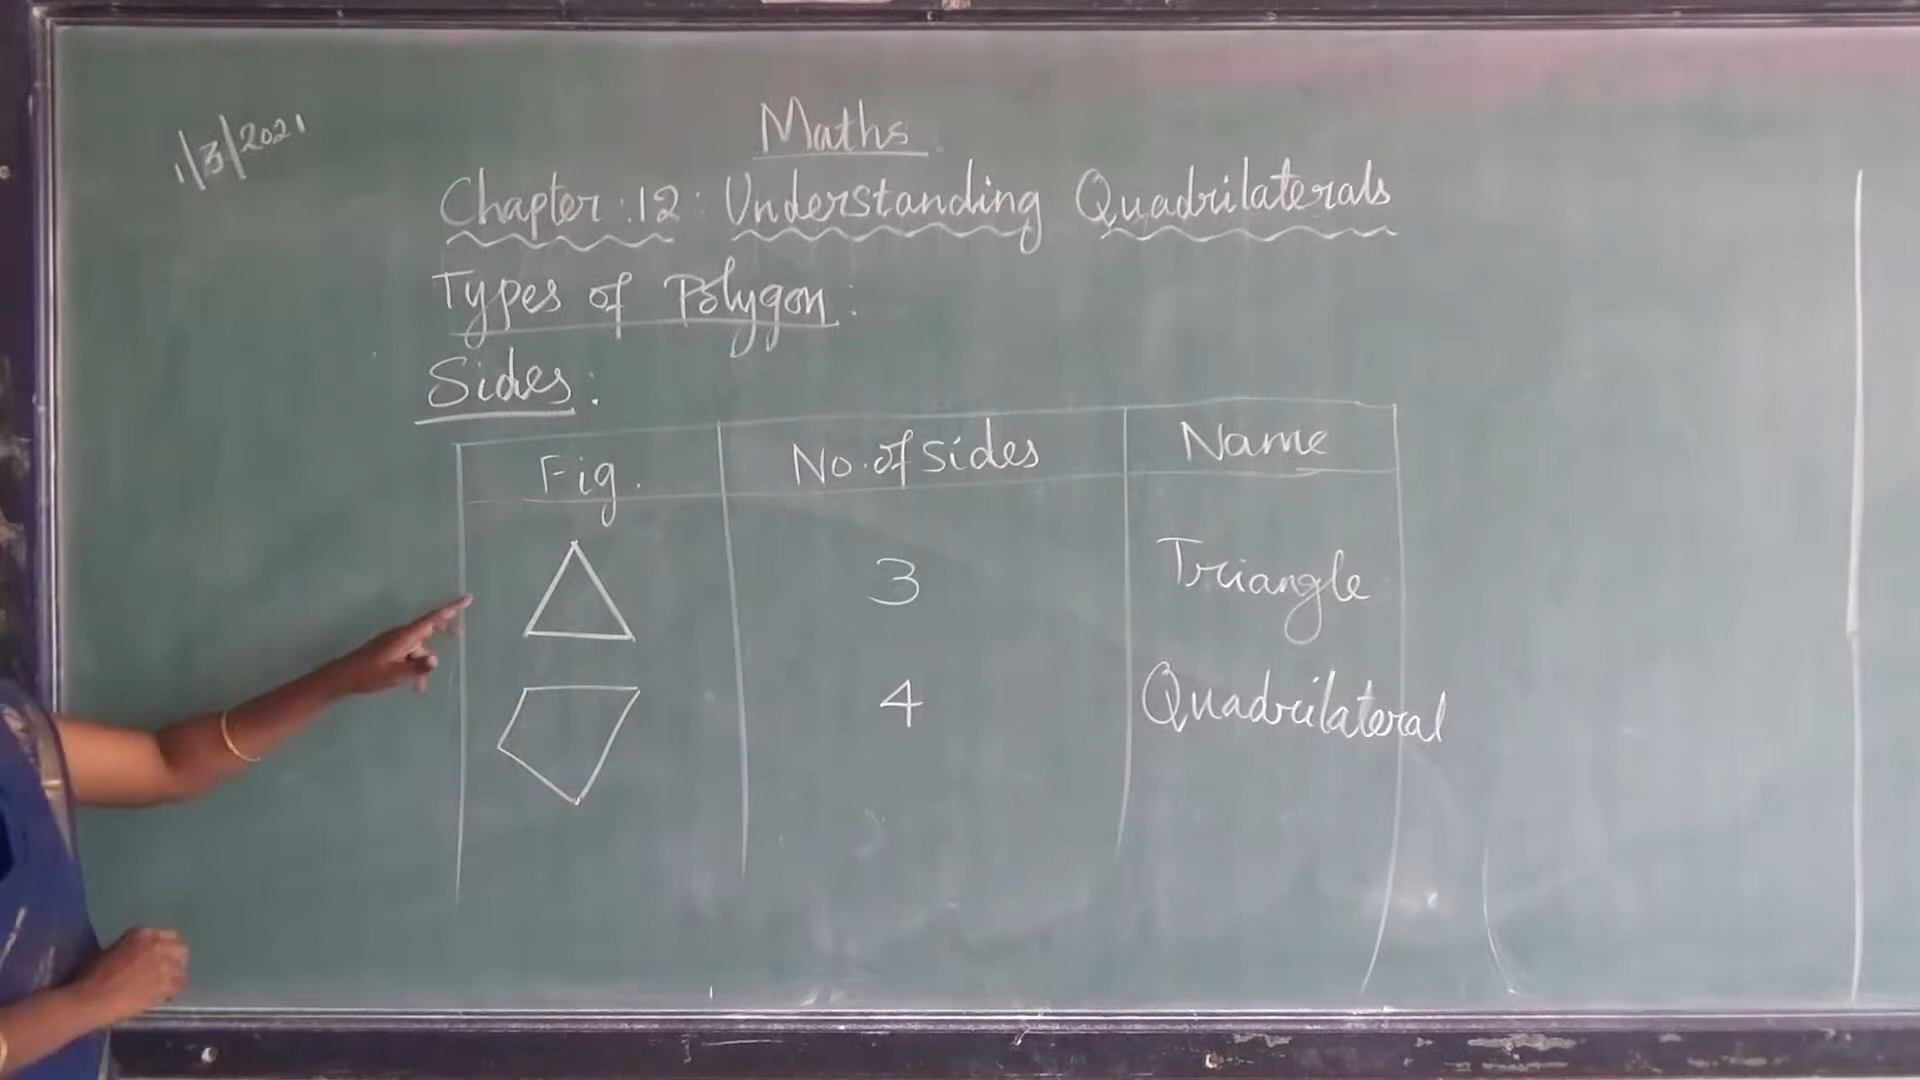 1/3/2021
Maths
Chapter:12: Understanding Quadrilaterals
Types of Polygon:
Sides:
Fig. No. of Sides Name
3 Triangle
4 Quadrilateral